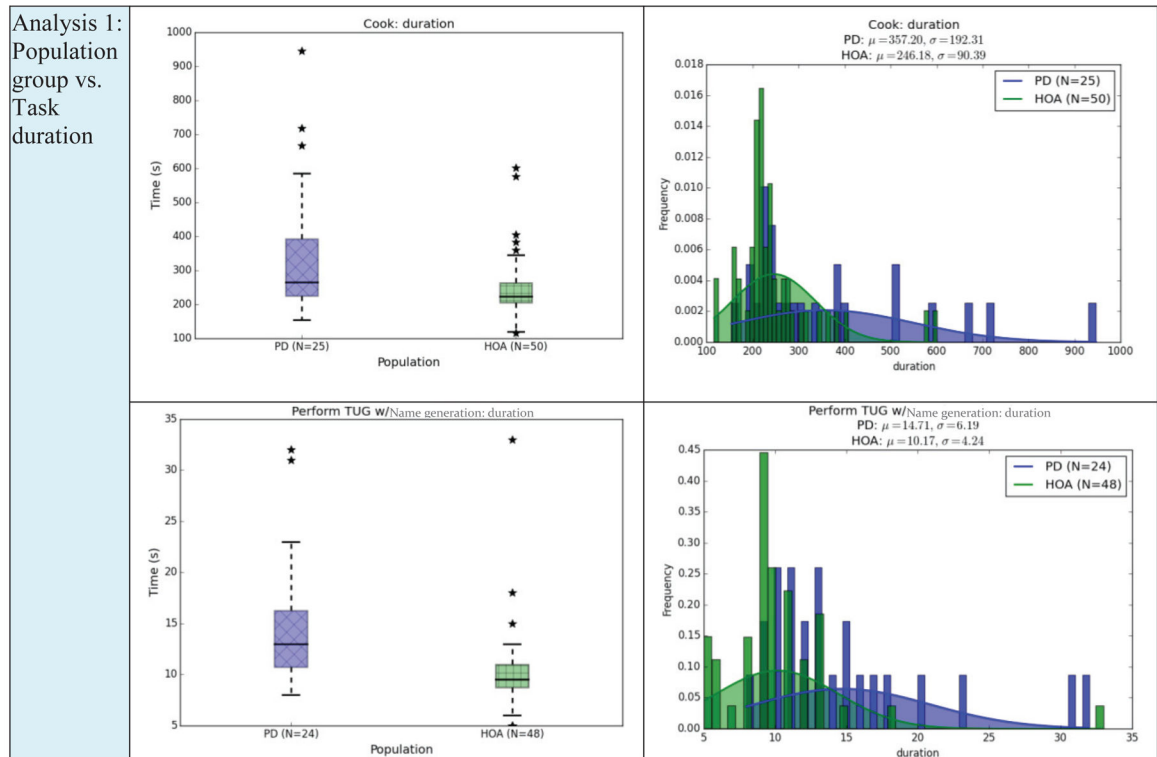 Analysis 1:
Population
group vs.
Task
duration
Cook: duration
1000
900
800
700
600
500
400
300
200
100
Time (s)
PD (N=25)
HOA (N=50)
Population
Cook: duration
PD: μ = 357.20, σ = 192.31
HOA: μ = 246.18, σ = 90.39
0.018
0.016
0.014
0.012
0.010
0.008
0.006
0.004
0.002
0.000
Frequency
PD (N=25)
HOA (N=50)
100 200 300 400 500 600 700 800 900 1000
duration
Perform TUG w/Name generation: duration
35
30
25
20
15
10
5
Time (s)
PD (N=24)
HOA (N=48)
Population
Perform TUG w/Name generation: duration
PD: μ = 14.71, σ = 6.19
HOA: μ = 10.17, σ = 4.24
0.45
0.40
0.35
0.30
0.25
0.20
0.15
0.10
0.05
0.00
Frequency
PD (N=24)
HOA (N=48)
5 10 15 20 25 30 35
duration